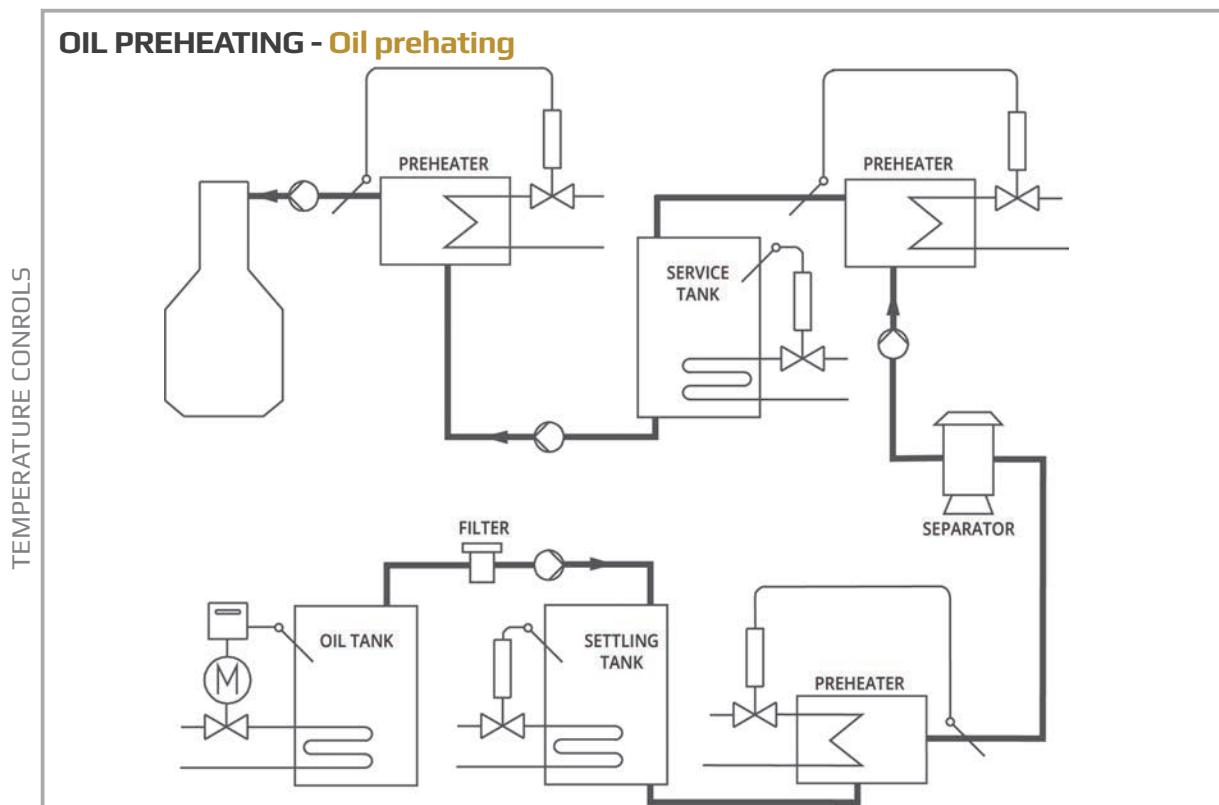 OIL PREHEATING - Oil prehating
TEMPERATURE CONROLS
PREHEATER
PREHEATER
SERVICE
TANK
SEPARATOR
FILTER
OIL TANK
M
SETTLING
TANK
PREHEATER